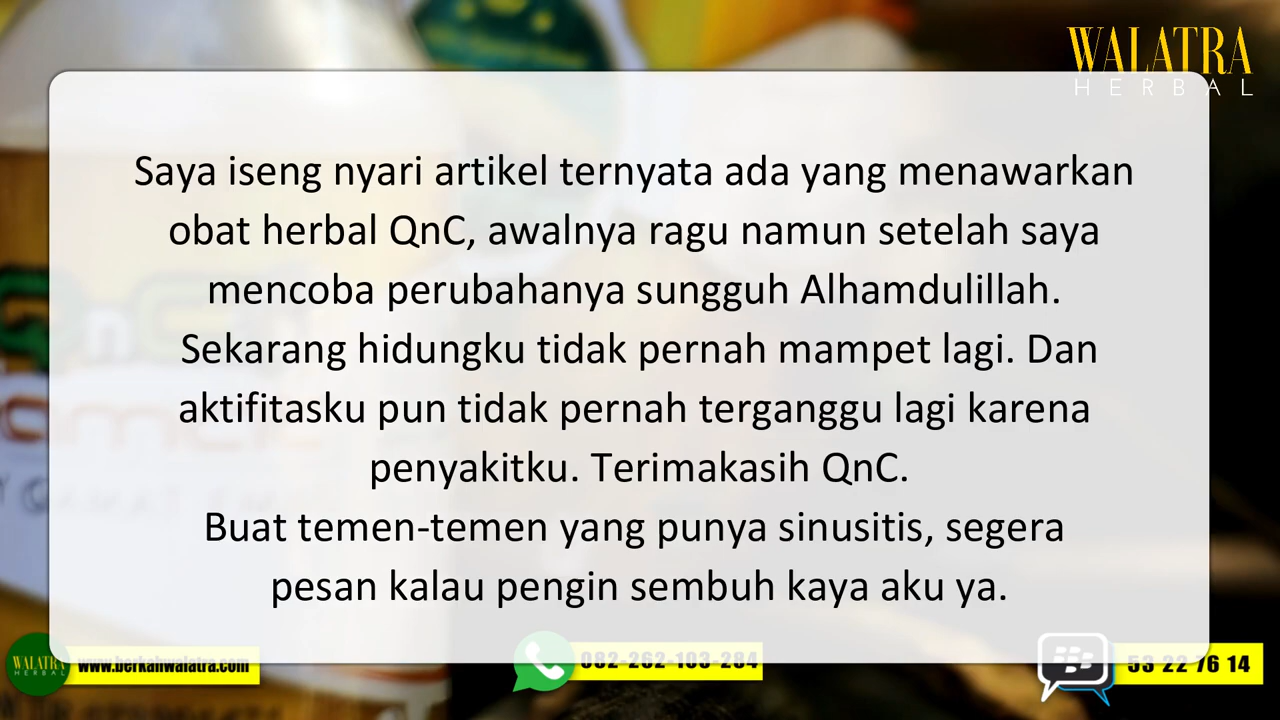 WALATRA
HERBAL
Saya iseng nyari artikel ternyata ada yang menawarkan
obat herbal QnC, awalnya ragu namun setelah saya
mencoba perubahanya sungguh Alhamdulillah.
Sekarang hidungku tidak pernah mampet lagi. Dan
aktifitasku pun tidak pernah terganggu lagi karena
penyakitku. Terimakasih QnC.
Buat temen-temen yang punya sinusitis, segera
pesan kalau pengin sembuh kaya aku ya.
WALATRA
HERBAL
www.berkahwalatra.com
082-262-103-284
53 22 76 14